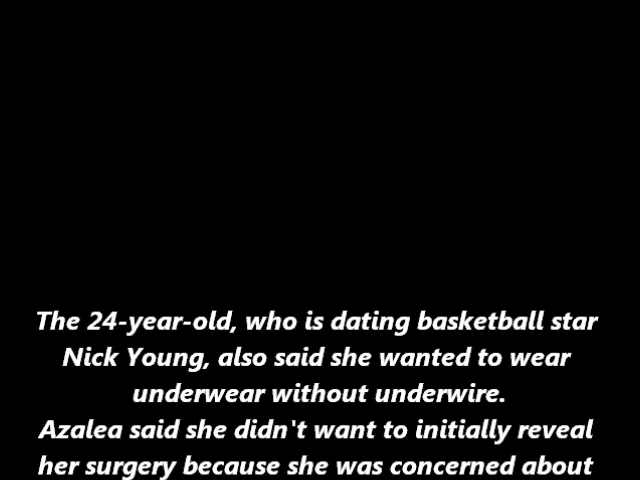 The 24-year-old, who is dating basketball star
Nick Young, also said she wanted to wear
underwear without underwire.
Azalea said she didn't want to initially reveal
her surgery because she was concerned about